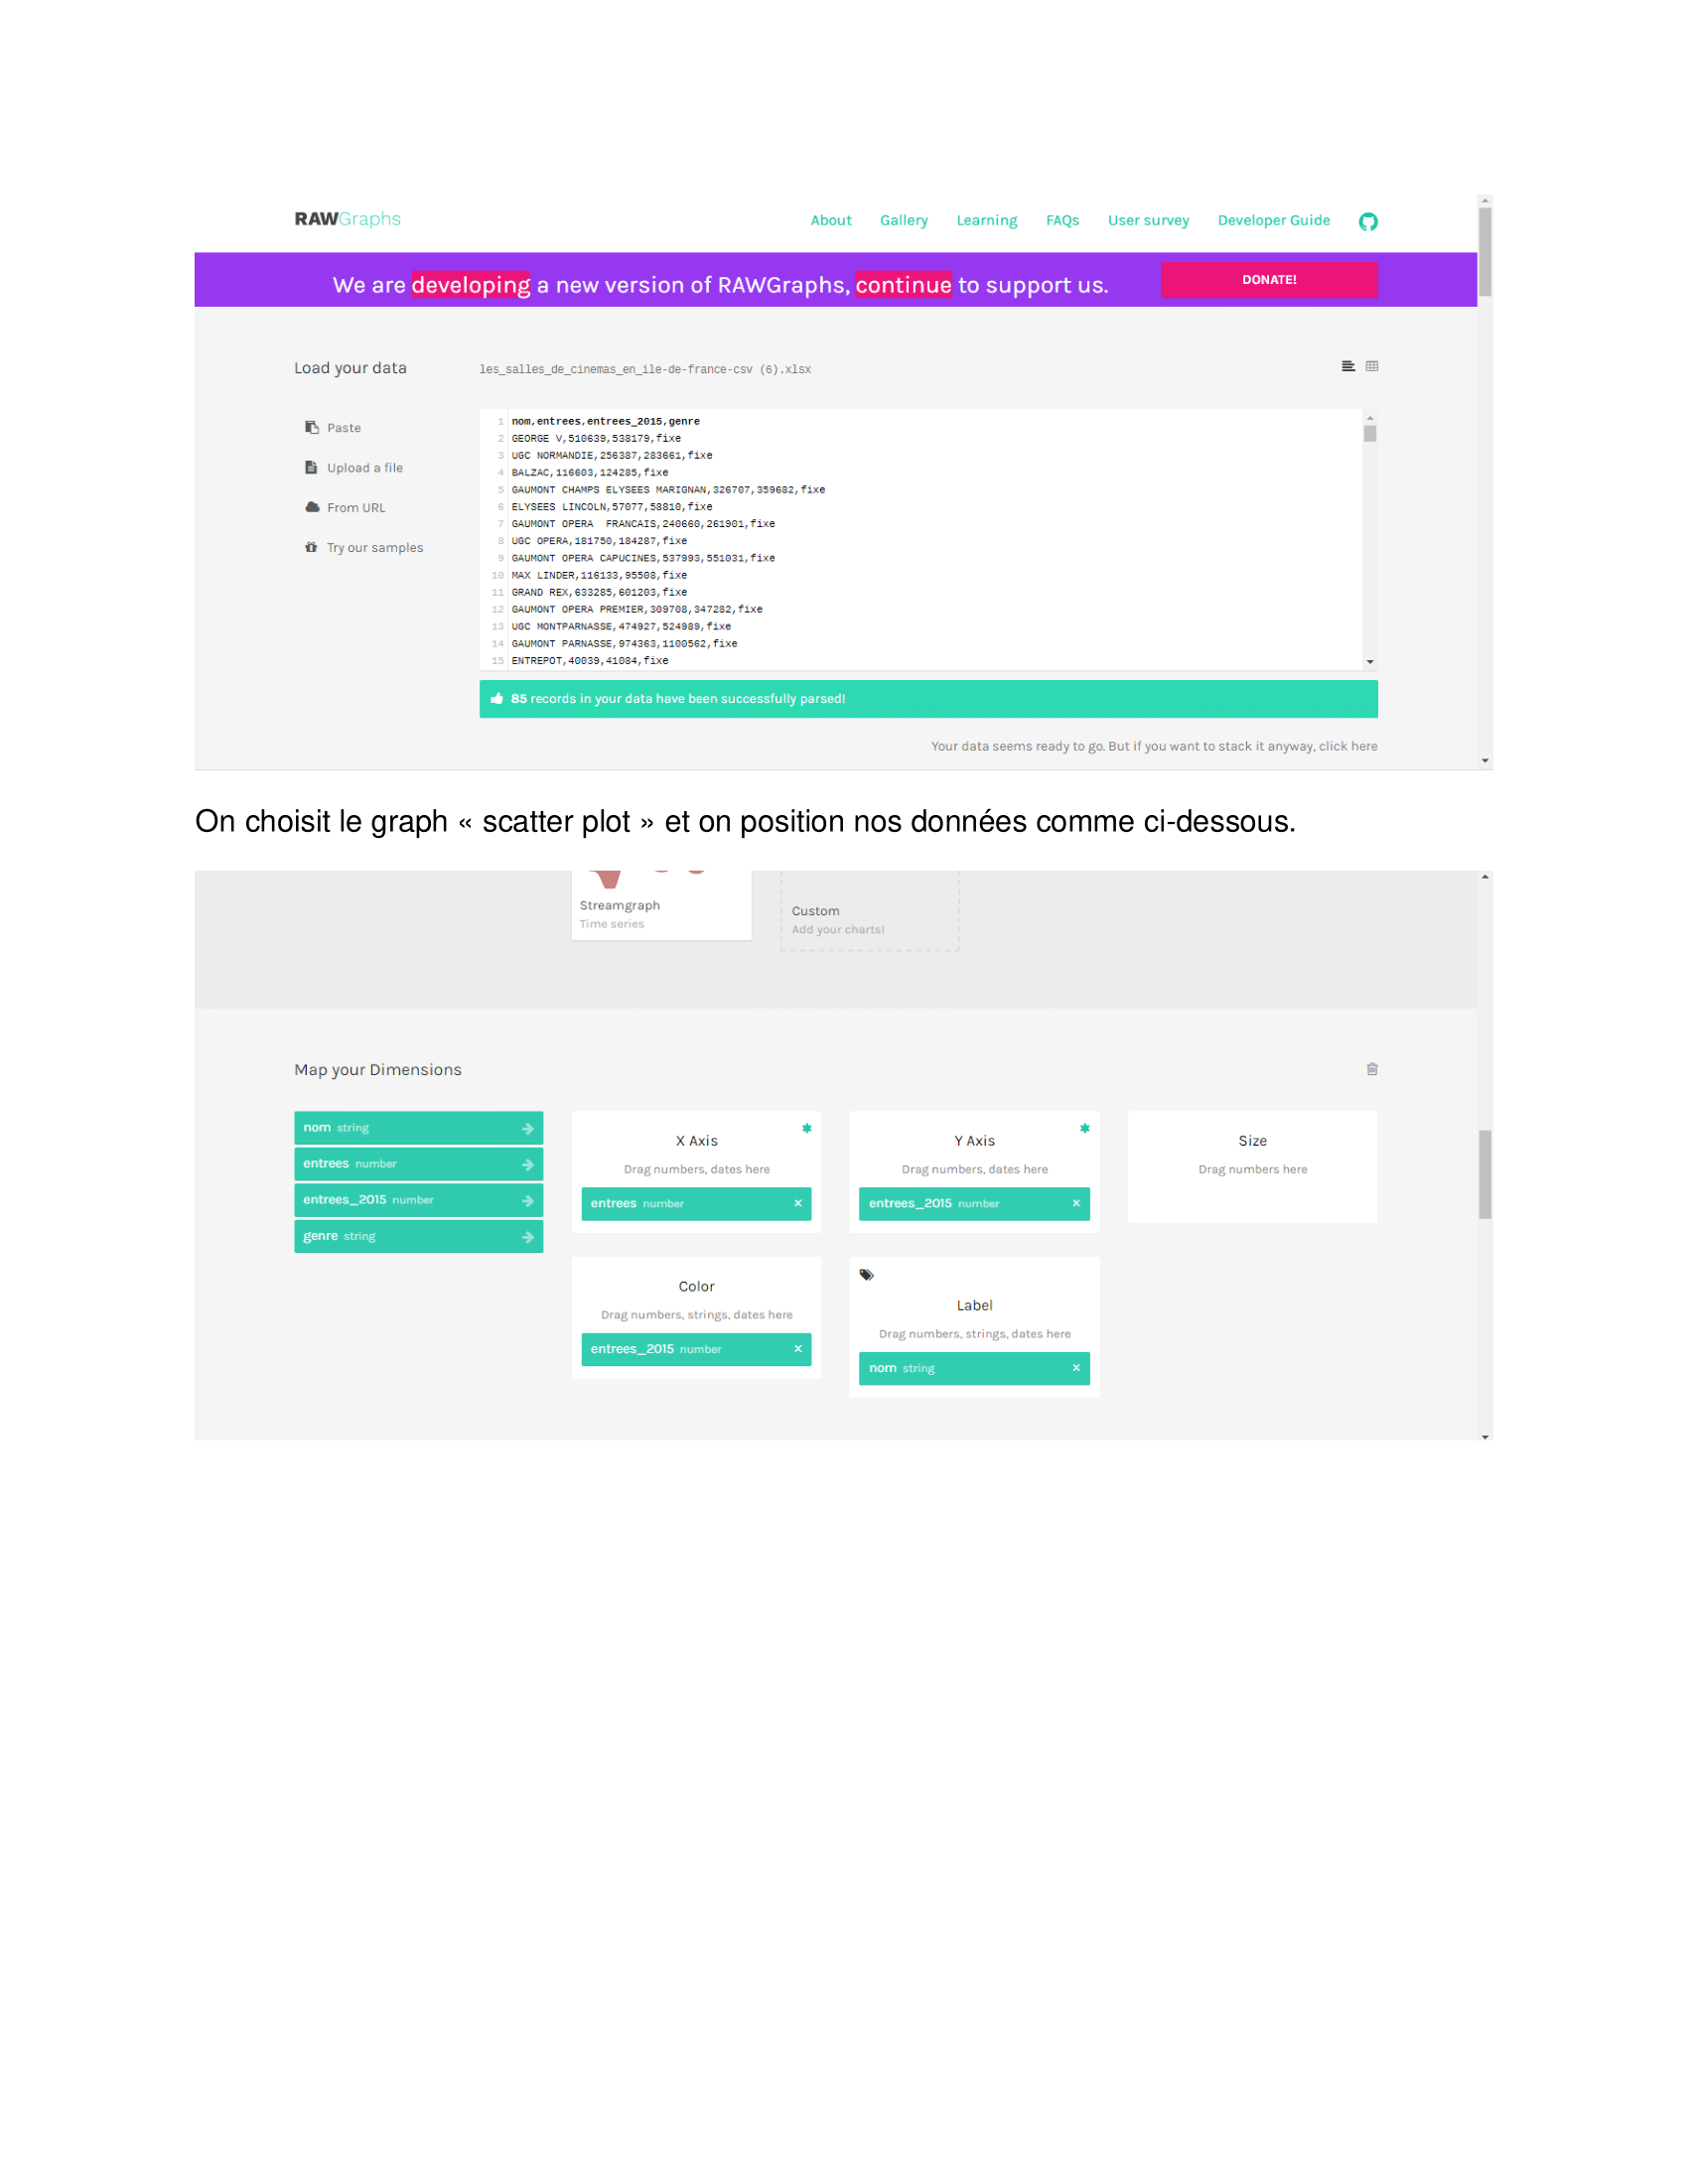 RAWGraphs
About Gallery Learning FAQs User survey Developer Guide
We are developing a new version of RAWGraphs, continue to support us.
DONATE!
Load your data
les_salles_de_cinemas_en_ile-de-france-csv (6).xlsx
Paste
Upload a file
From URL
Try our samples
1 nom,entrees,entrees_2015,genre
2 GEORGE V,510639,538179,fixe
3 UGC NORMANDIE,256387,283661,fixe
4 BALZAC,116603,124285,fixe
5 GAUMONT CHAMPS ELYSEES MARIGNAN,326707,359682,fixe
6 ELYSEES LINCOLN,57077,58810,fixe
7 GAUMONT OPERA  FRANCAIS,240660,261901,fixe
8 UGC OPERA,181750,184287,fixe
9 GAUMONT OPERA CAPUCINES,537993,551031,fixe
10 MAX LINDER,116133,95508,fixe
11 GRAND REX,633285,601203,fixe
12 GAUMONT OPERA PREMIER,309708,347282,fixe
13 UGC MONTPARNASSE,474927,524989,fixe
14 GAUMONT PARNASSE,974363,1100562,fixe
15 ENTREPOT,40039,41084,fixe
85 records in your data have been successfully parsed!
Your data seems ready to go. But if you want to stack it anyway, click here
On choisit le graph « scatter plot » et on position nos données comme ci-dessous.
Streamgraph
Time series
Custom
Add your charts!
Map your Dimensions
nom string
entrees number
entrees_2015 number
genre string
X Axis
Drag numbers, dates here
entrees number ×
Y Axis
Drag numbers, dates here
entrees_2015 number ×
Size
Drag numbers here
Color
Drag numbers, strings, dates here
entrees_2015 number ×
Label
Drag numbers, strings, dates here
nom string ×